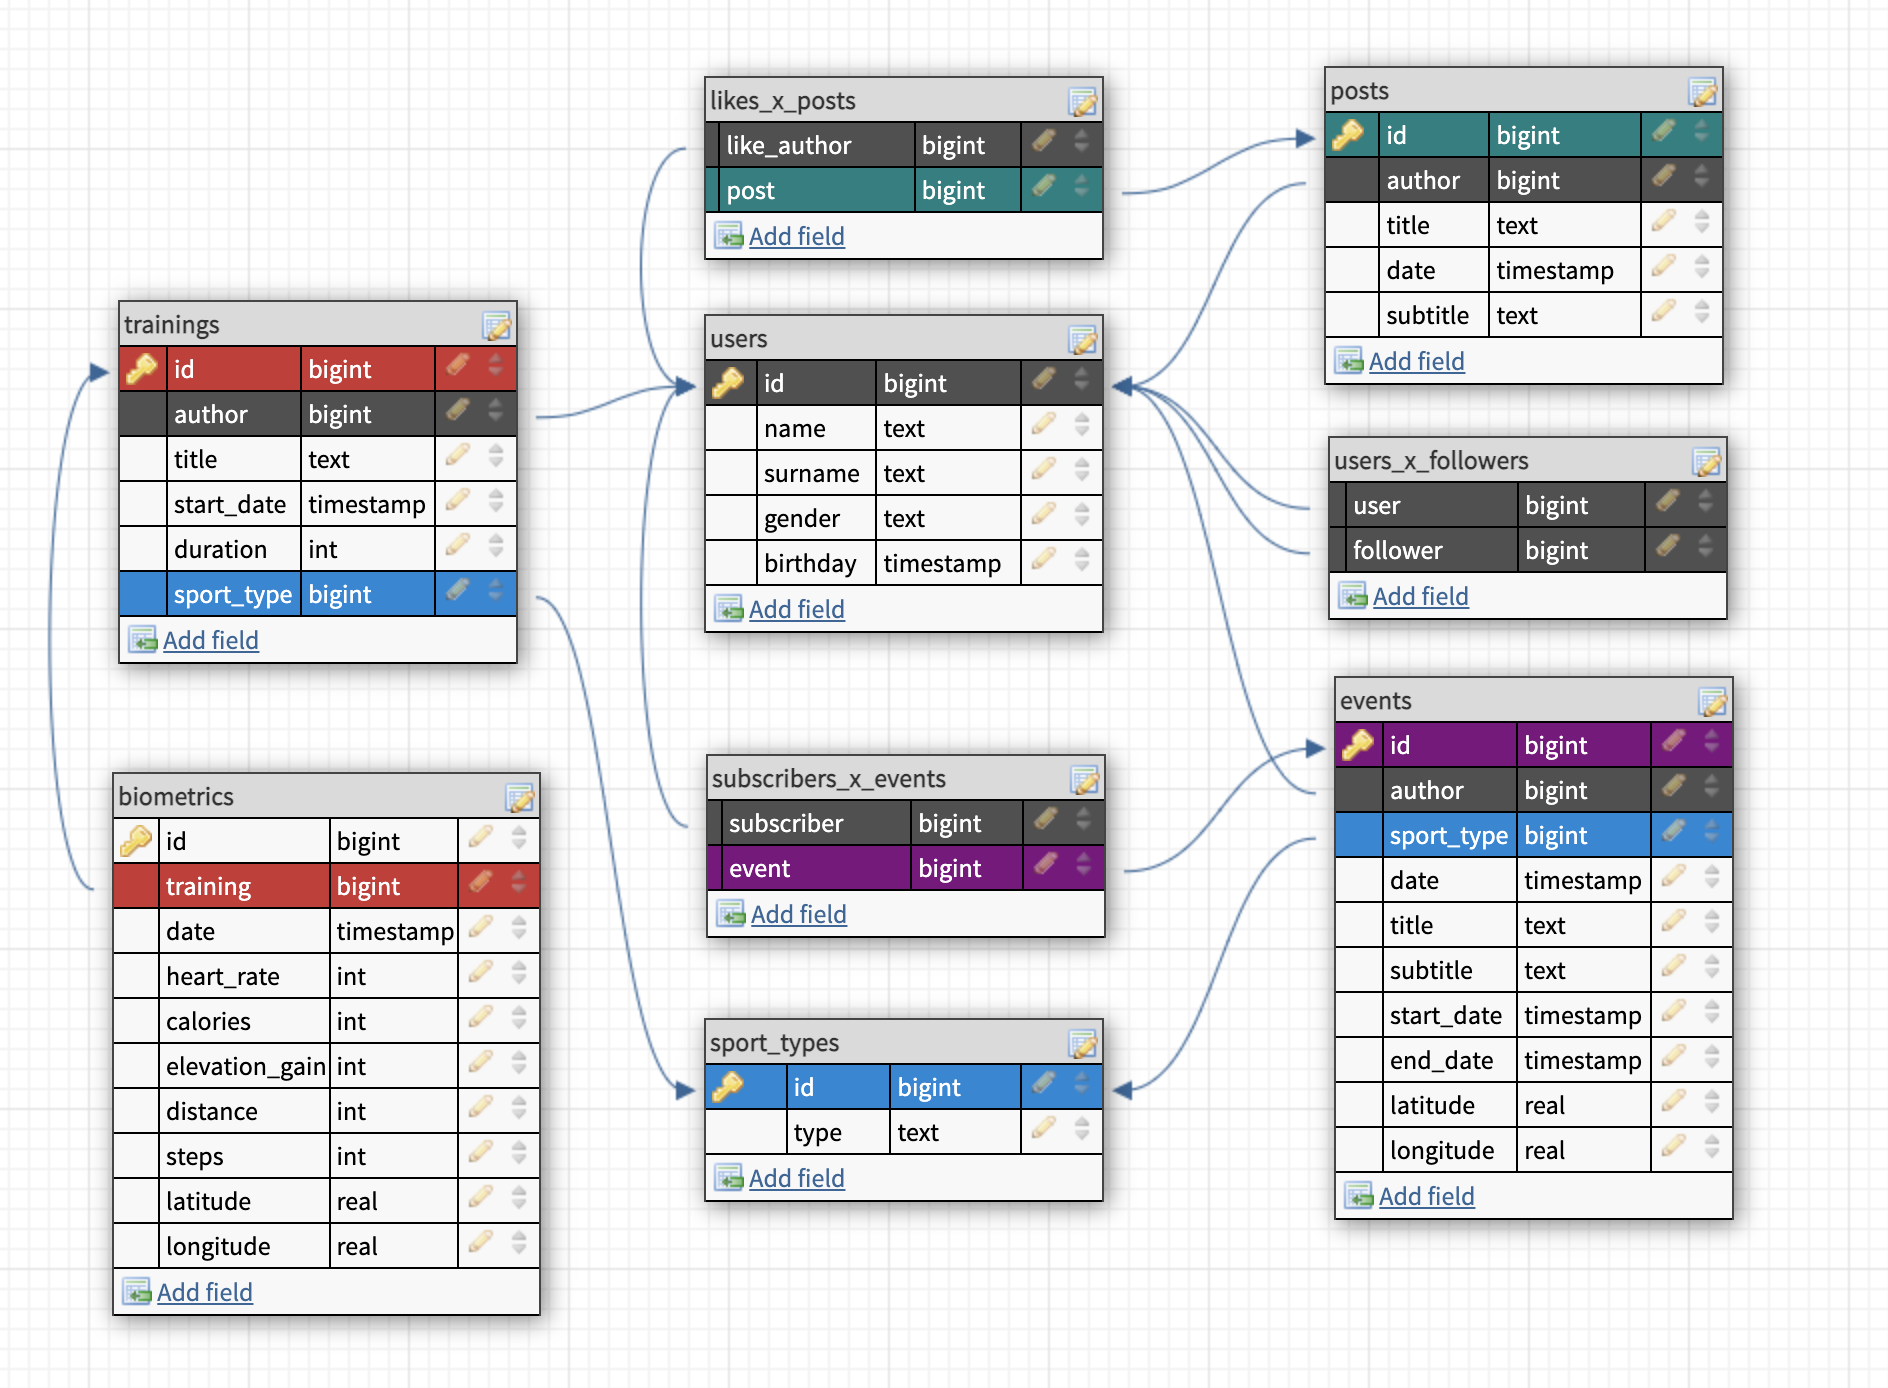 likes_x_posts
like_author bigint
post bigint
Add field
posts
id bigint
author bigint
title text
date timestamp
subtitle text
Add field
trainings
id bigint
author bigint
title text
start_date timestamp
duration int
sport_type bigint
Add field
users
id bigint
name text
surname text
gender text
birthday timestamp
Add field
users_x_followers
user bigint
follower bigint
Add field
biometrics
id bigint
training bigint
date timestamp
heart_rate int
calories int
elevation_gain int
distance int
steps int
latitude real
longitude real
Add field
subscribers_x_events
subscriber bigint
event bigint
Add field
sport_types
id bigint
type text
Add field
events
id bigint
author bigint
sport_type bigint
date timestamp
title text
subtitle text
start_date timestamp
end_date timestamp
latitude real
longitude real
Add field